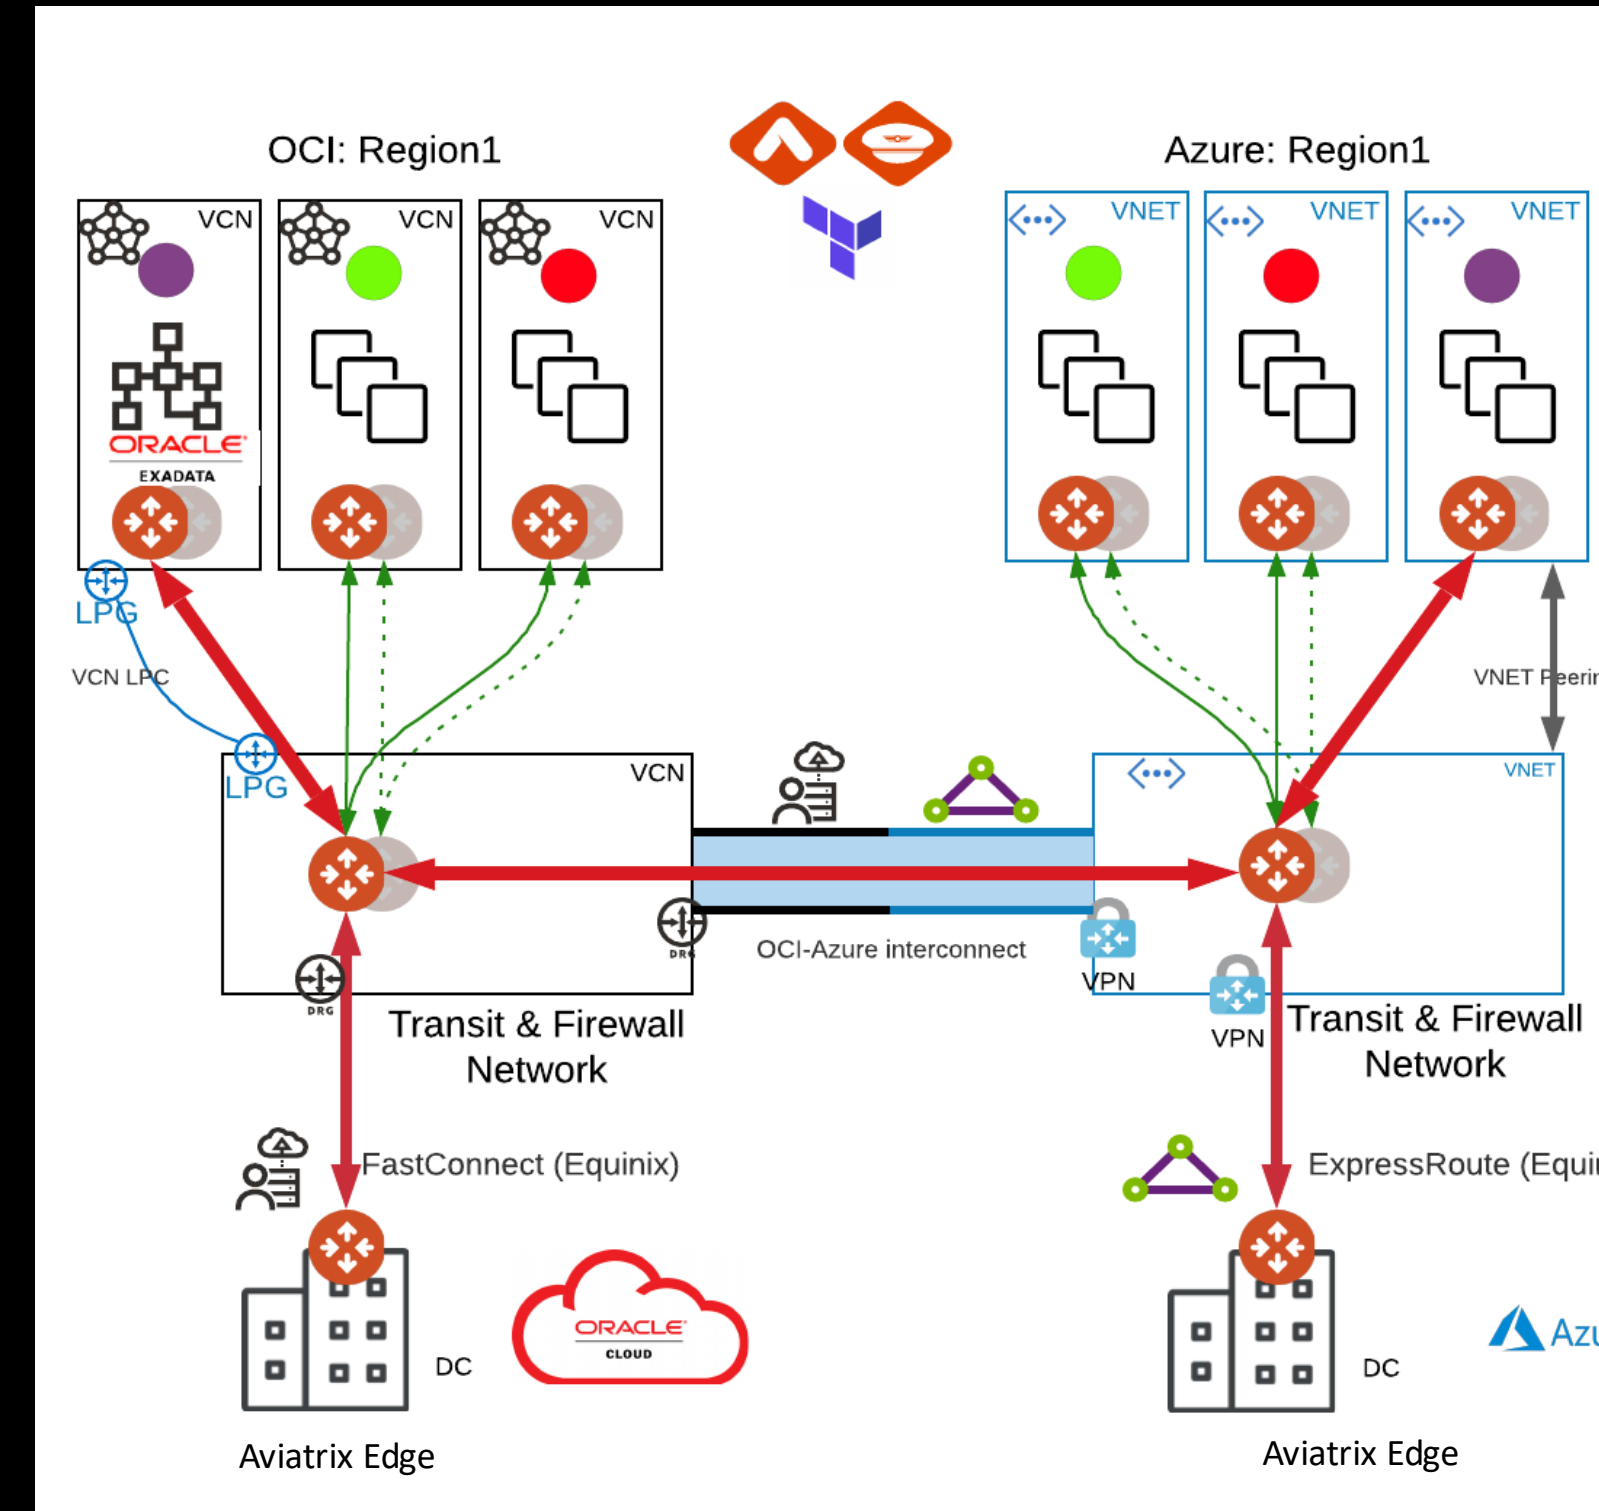 OCI: Region1
Azure: Region1
VCN
VCN
VCN
VNET
VNET
VNET
ORACLE
EXADATA
LPG
VCN LPC
VNET
LPG
VCN
VNET
DRG
OCI-Azure interconnect
VPN
DRG
Transit & Firewall
Network
VPN
Transit & Firewall
Network
FastConnect (Equinix)
ExpressRoute
ORACLE
CLOUD
DC
DC
Aviatrix Edge
Aviatrix Edge